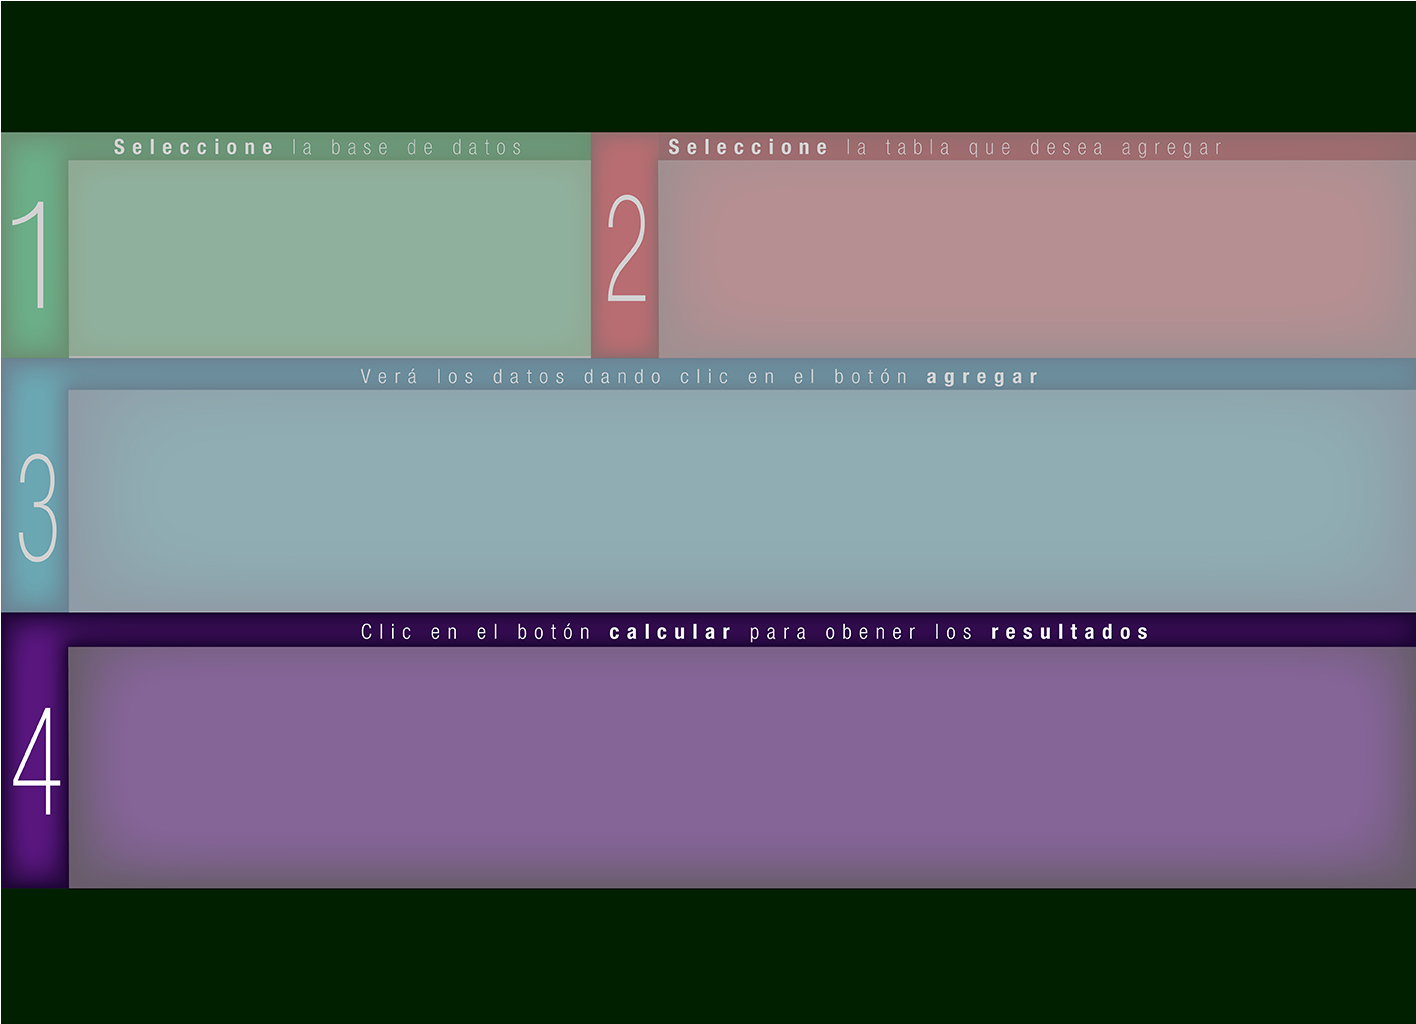 Seleccione la base de datos
1
Seleccione la tabla que desea agregar
2
Verá los datos dando clic en el botón agregar
3
Clic en el botón calcular para obener los resultados
4